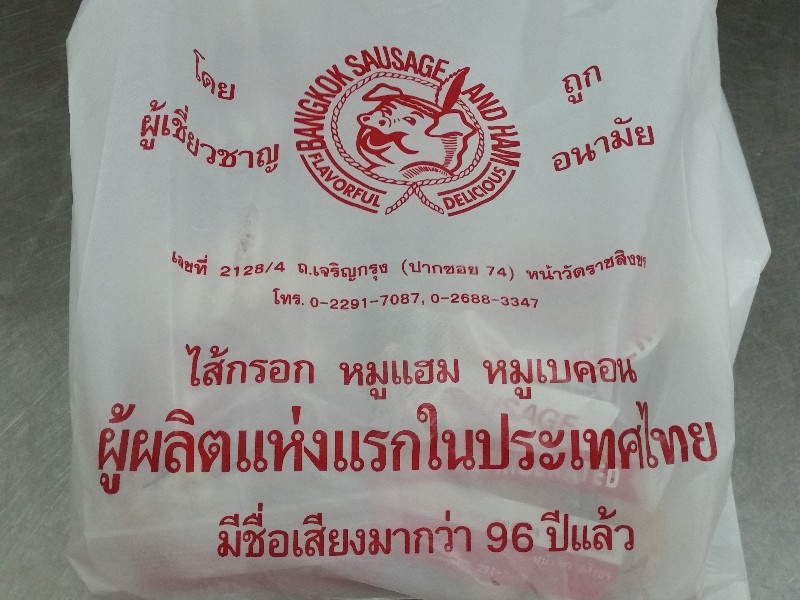 BANGKOK SAUSAGE AND HAM
FLAVORFUL DELICIOUS
โดย
ผู้เชี่ยวชาญ
ถูก
อนามัย
เลขที่ 2128/4 ถ.เจริญกรุง (ปากซอย 74) หน้าวัดราชสิงขร
โทร. 0-2291-7087, 0-2688-3347
ไส้กรอก หมูแฮม หมูเบคอน
ผู้ผลิตแห่งแรกในประเทศไทย
มีชื่อเสียงมากว่า 96 ปีแล้ว